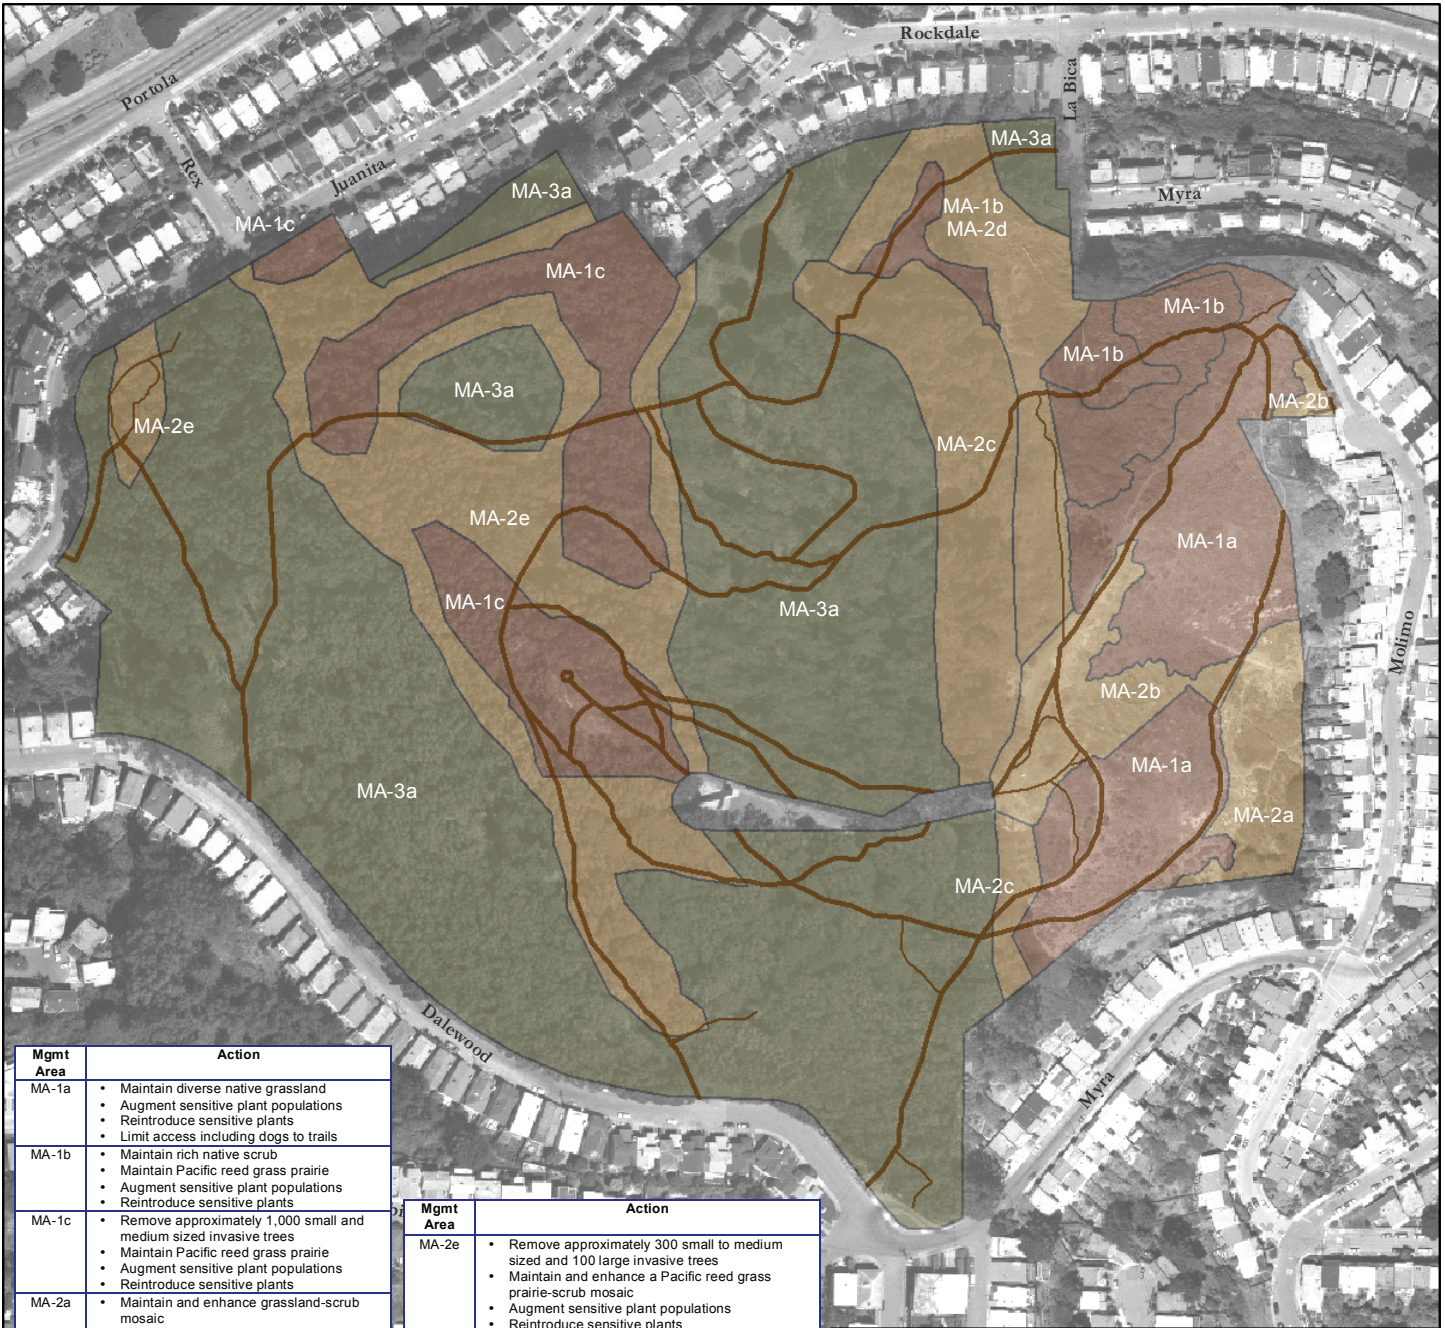 Rockdale
Portola
La Bica
MA-3a
Rex
Juanita
MA-3a
Myra
MA-1c
MA-1b
MA-2d
MA-1c
MA-1b
MA-1b
MA-3a
MA-2b
MA-2e
MA-2c
MA-2e
MA-1a
MA-1c
MA-3a
Molimo
MA-2b
MA-1a
MA-3a
MA-2a
MA-2c
Dalewood
Myra
Mgmt Area
Action
MA-1a
• Maintain diverse native grassland
• Augment sensitive plant populations
• Reintroduce sensitive plants
• Limit access including dogs to trails
MA-1b
• Maintain rich native scrub
• Maintain Pacific reed grass prairie
• Augment sensitive plant populations
• Reintroduce sensitive plants
MA-1c
• Remove approximately 1,000 small and
medium sized invasive trees
• Maintain Pacific reed grass prairie
• Augment sensitive plant populations
• Reintroduce sensitive plants
MA-2a
• Maintain and enhance grassland-scrub
mosaic
Mgmt Area
Action
MA-2e
• Remove approximately 300 small to medium
sized and 100 large invasive trees
• Maintain and enhance a Pacific reed grass
prairie-scrub mosaic
• Augment sensitive plant populations
• Reintroduce sensitive plants